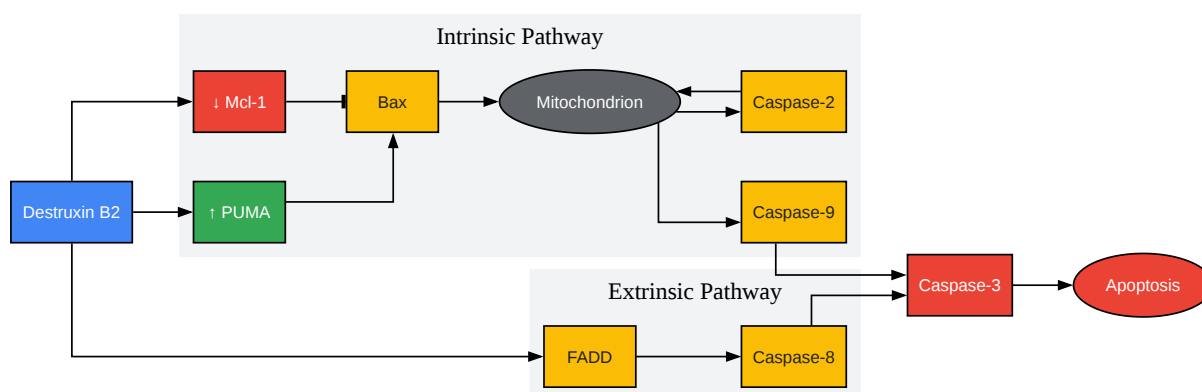 Intrinsic Pathway
↓ Mcl-1
Bax
Mitochondrion
Caspase-2
Destruxin B2
↑ PUMA
Caspase-9
Caspase-3
Apoptosis
Extrinsic Pathway
FADD
Caspase-8